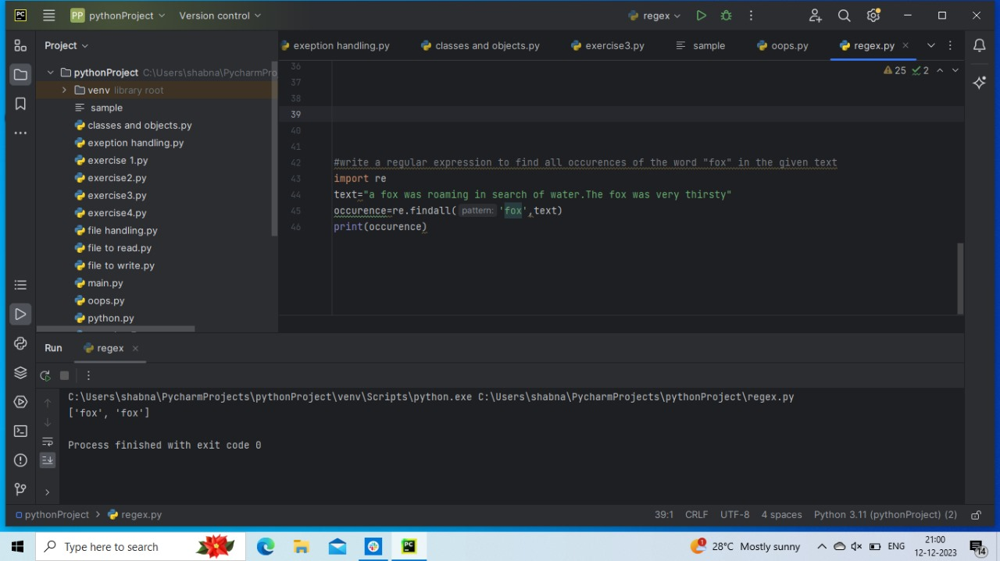 PC
PP pythonProject
Version control
regex
Project
exeption handling.py
classes and objects.py
exercise3.py
sample
oops.py
regex.py
pythonProject C:\Users\shabna\PycharmPro
venv library root
sample
classes and objects.py
exeption handling.py
exercise 1.py
exercise2.py
exercise3.py
exercise4.py
file handling.py
file to read.py
file to write.py
main.py
oops.py
python.py
25 2
36
37
38
39
40
41
42 #write a regular expression to find all occurences of the word "fox" in the given text
43 import re
44 text="a fox was roaming in search of water.The fox was very thirsty"
45 occurence=re.findall( pattern: 'fox',text)
46 print(occurence)
Run
regex
C:\Users\shabna\PycharmProjects\pythonProject\venv\Scripts\python.exe C:\Users\shabna\PycharmProjects\pythonProject\regex.py
['fox', 'fox']
Process finished with exit code 0
pythonProject > regex.py
39:1 CRLF UTF-8 4 spaces Python 3.11 (pythonProject) (2)
Type here to search
PC
1
28°C Mostly sunny
ENG
21:00
12-12-2023
14